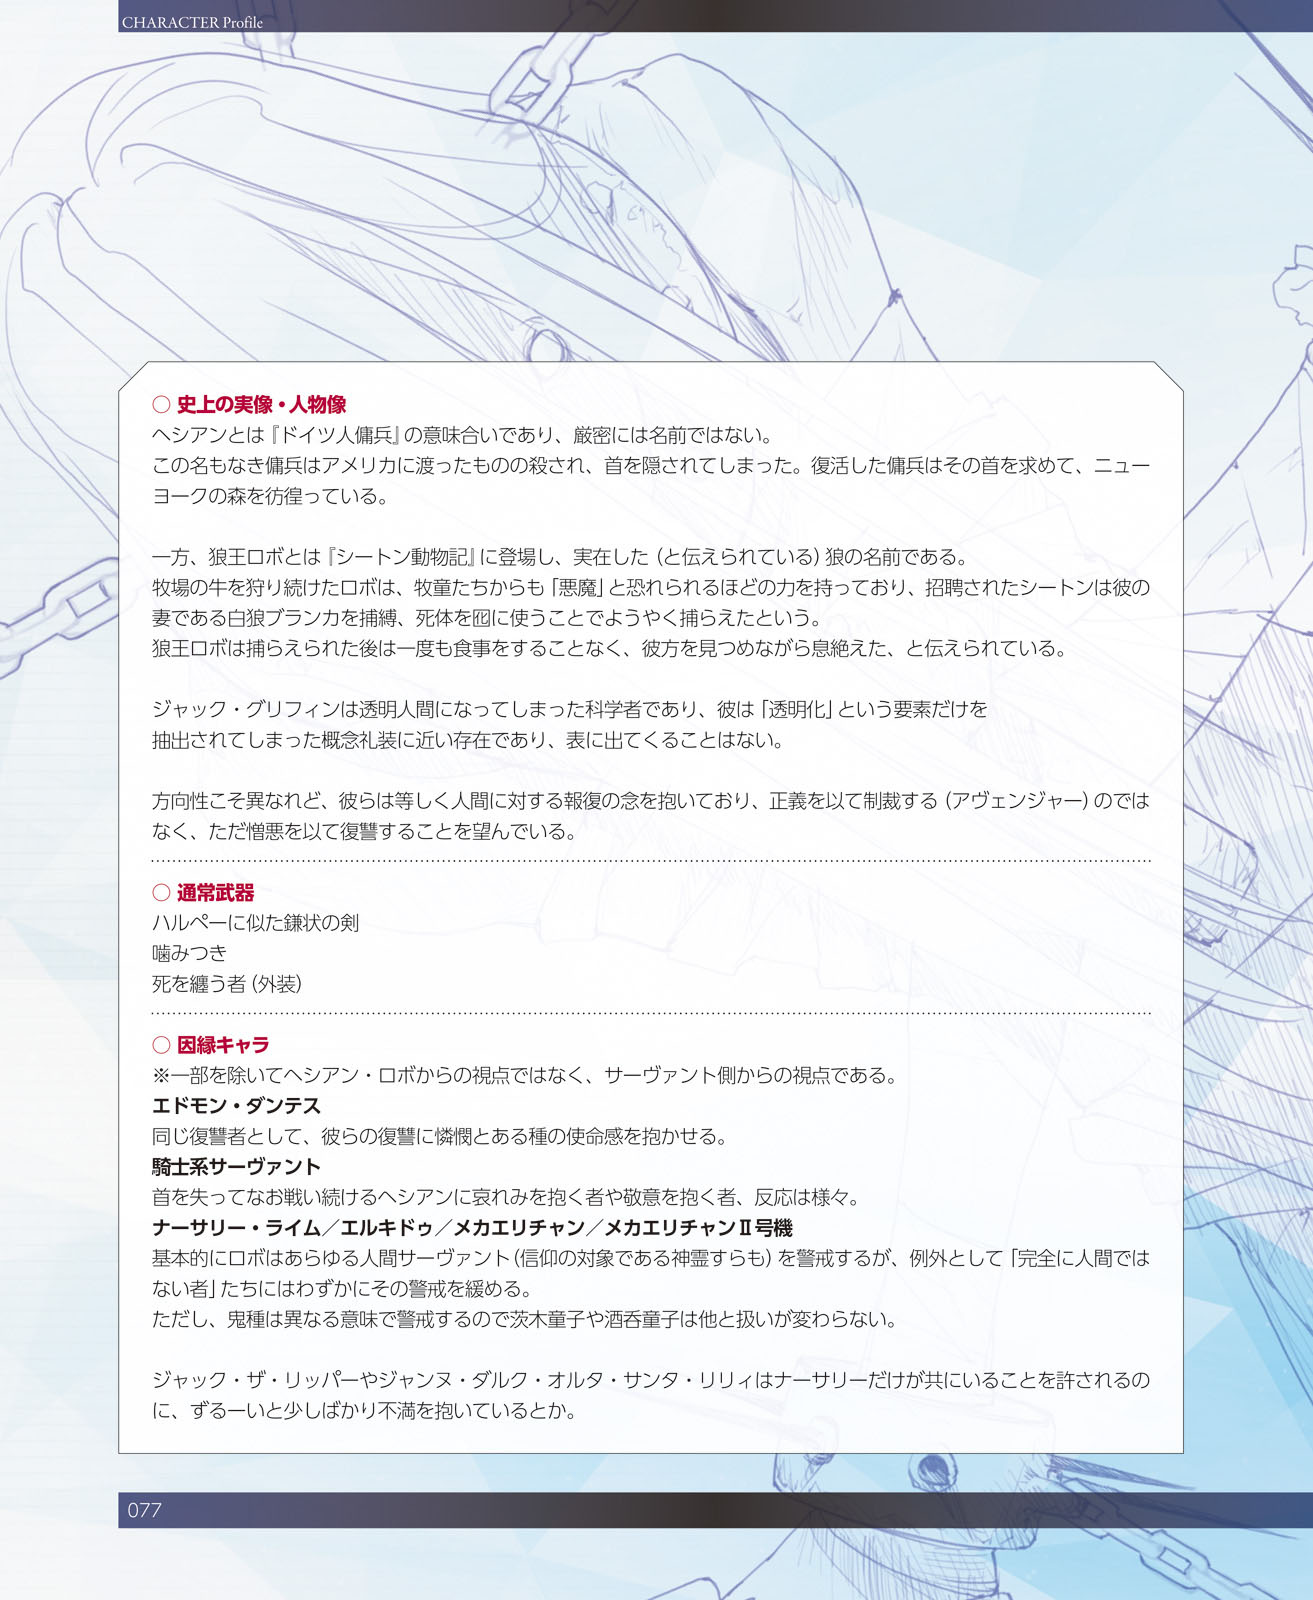 CHARACTER Profile
○ 史上の実像・人物像
ヘシアンとは『ドイツ人傭兵』の意味合いであり、厳密には名前ではない。
この名もなき傭兵はアメリカに渡ったものの殺され、首を隠されてしまった。復活した傭兵はその首を求めて、ニュー
ヨークの森を彷徨っている。
一方、狼王ロボとは『シートン動物記』に登場し、実在した（と伝えられている）狼の名前である。
牧場の牛を狩り続けたロボは、牧童たちからも「悪魔」と恐れられるほどの力を持っており、招聘されたシートンは彼の
妻である白狼ブランカを捕縛、死体を囮に使うことでようやく捕らえたという。
狼王ロボは捕らえられた後は一度も食事をすることなく、彼方を見つめながら息絶えた、と伝えられている。
ジャック・グリフィンは透明人間になってしまった科学者であり、彼は「透明化」という要素だけを
抽出されてしまった概念礼装に近い存在であり、表に出てくることはない。
方向性こそ異なれど、彼らは等しく人間に対する報復の念を抱いており、正義を以て制裁する（アヴェンジャー）のでは
なく、ただ憎悪を以て復讐することを望んでいる。
○ 通常武器
ハルペーに似た鎌状の剣
噛みつき
死を纏う者（外装）
○ 因縁キャラ
※一部を除いてヘシアン・ロボからの視点ではなく、サーヴァント側からの視点である。
エドモン・ダンテス
同じ復讐者として、彼らの復讐に憐憫とある種の使命感を抱かせる。
騎士系サーヴァント
首を失ってなお戦い続けるヘシアンに哀れみを抱く者や敬意を抱く者、反応は様々。
ナーサリー・ライム／エルキドゥ／メカエリチャン／メカエリチャンⅡ号機
基本的にロボはあらゆる人間サーヴァント（信仰の対象である神霊すらも）を警戒するが、例外として「完全に人間では
ない者」たちにはわずかにその警戒を緩める。
ただし、鬼種は異なる意味で警戒するので茨木童子や酒呑童子は他と扱いが変わらない。
ジャック・ザ・リッパーやジャンヌ・ダルク・オルタ・サンタ・リリィはナーサリーだけが共にいることを許されるの
に、ずるーいと少しばかり不満を抱いているとか。
077